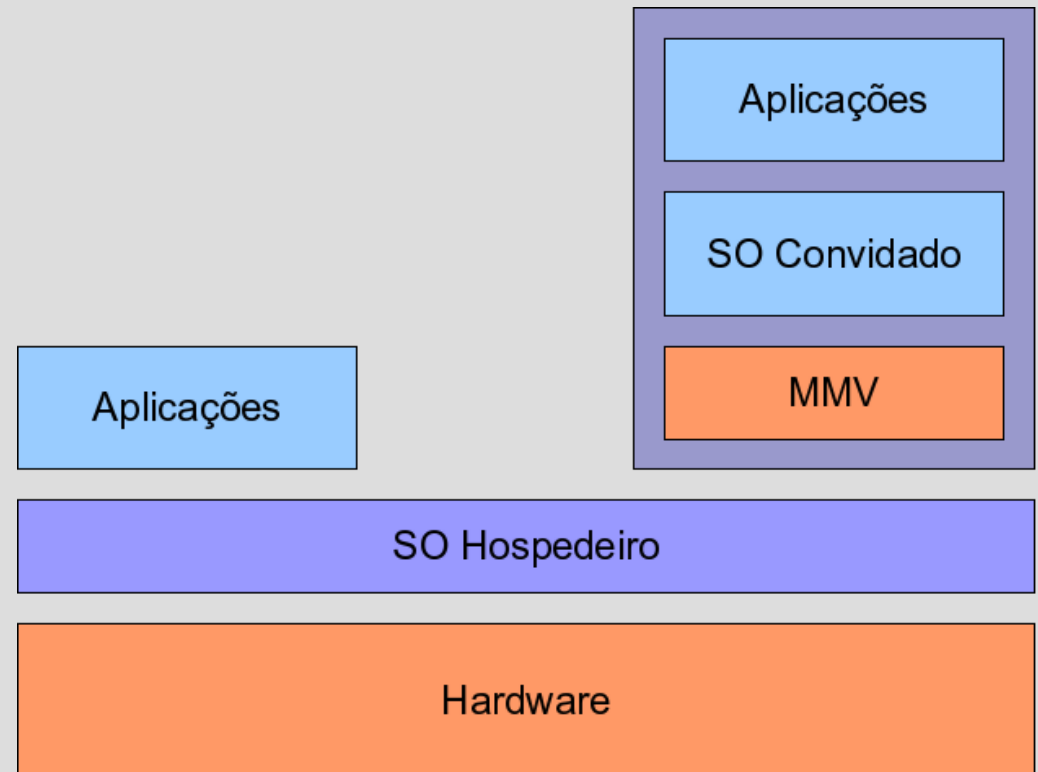 Aplicações
SO Convidado
MMV
Aplicações
SO Hospedeiro
Hardware